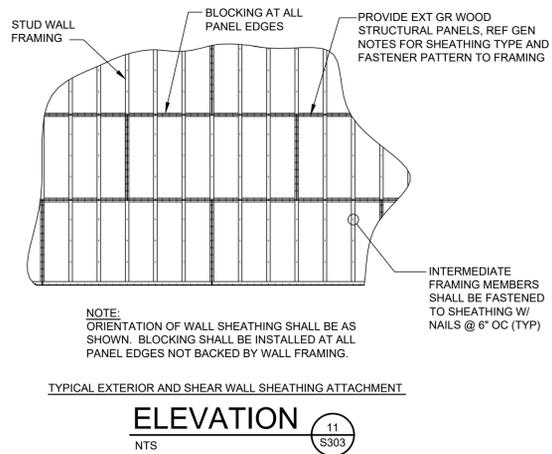 STUD WALL
FRAMING
BLOCKING AT ALL
PANEL EDGES
PROVIDE EXT GR WOOD
STRUCTURAL PANELS, REF GEN
NOTES FOR SHEATHING TYPE AND
FASTENER PATTERN TO FRAMING
INTERMEDIATE
FRAMING MEMBERS
SHALL BE FASTENED
TO SHEATHING W/
NAILS @ 6" OC (TYP)
NOTE:
ORIENTATION OF WALL SHEATHING SHALL BE AS
SHOWN.  BLOCKING SHALL BE INSTALLED AT ALL
PANEL EDGES NOT BACKED BY WALL FRAMING.
TYPICAL EXTERIOR AND SHEAR WALL SHEATHING ATTACHMENT
ELEVATION
NTS
11
S303